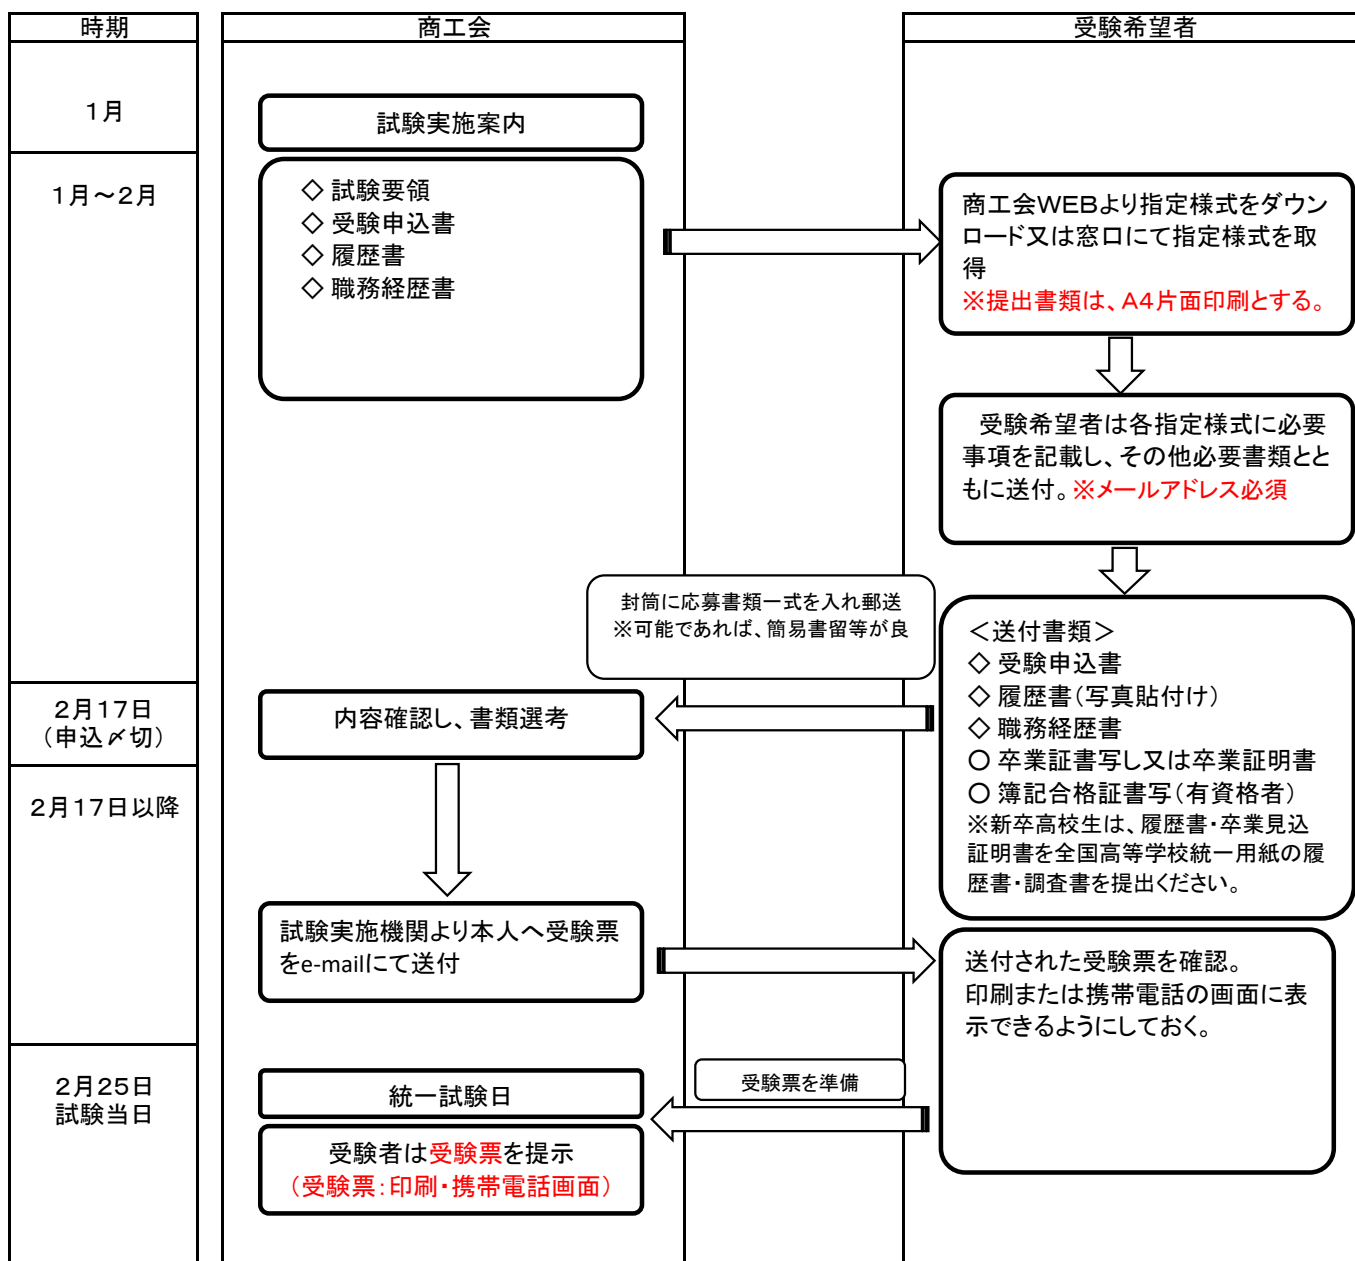 時期
商工会
受験希望者
1月
試験実施案内
1月～2月
◇ 試験要領
◇ 受験申込書
◇ 履歴書
◇ 職務経歴書
商工会WEBより指定様式をダウン
ロード又は窓口にて指定様式を取
得
※提出書類は、A4片面印刷とする。
受験希望者は各指定様式に必要
事項を記載し、その他必要書類とと
もに送付。※メールアドレス必須
封筒に応募書類一式を入れ郵送
※可能であれば、簡易書留等が良
＜送付書類＞
◇ 受験申込書
◇ 履歴書(写真貼付け)
◇ 職務経歴書
○ 卒業証書写し又は卒業証明書
○ 簿記合格証書写(有資格者)
※新卒高校生は、履歴書・卒業見込
証明書を全国高等学校統一用紙の履
歴書・調査書を提出ください。
2月17日
（申込〆切）
内容確認し、書類選考
2月17日以降
試験実施機関より本人へ受験票
をe-mailにて送付
送付された受験票を確認。
印刷または携帯電話の画面に表
示できるようにしておく。
2月25日
試験当日
受験票を準備
統一試験日
受験者は受験票を提示
（受験票：印刷・携帯電話画面）